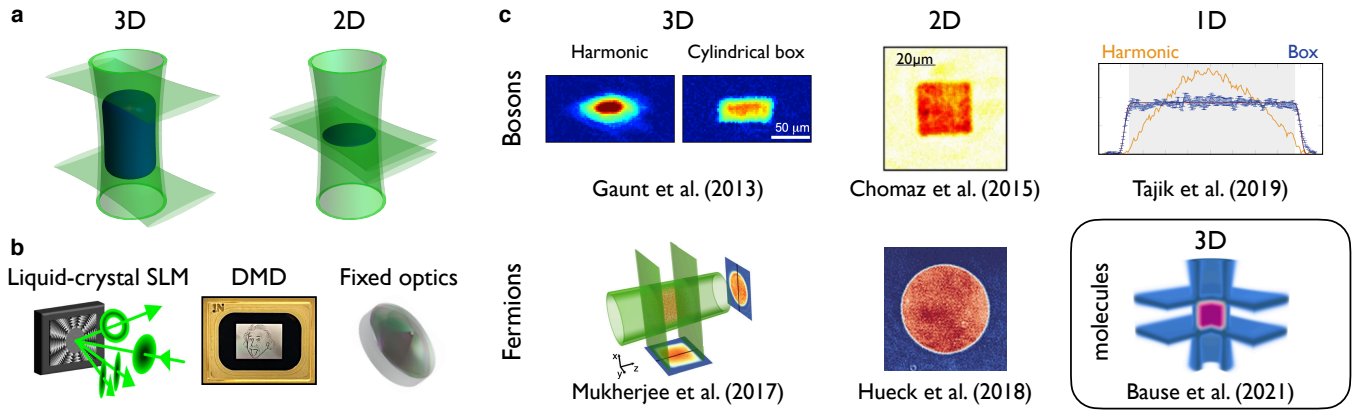 a
3D
2D
b
Liquid-crystal SLM
DMD
Fixed optics
c
3D
2D
1D
Bosons
Harmonic
Cylindrical box
50 μm
20μm
Harmonic
Box
Gaunt et al. (2013)
Chomaz et al. (2015)
Tajik et al. (2019)
Fermions
x
y
z
Mukherjee et al. (2017)
Hueck et al. (2018)
3D
molecules
Bause et al. (2021)